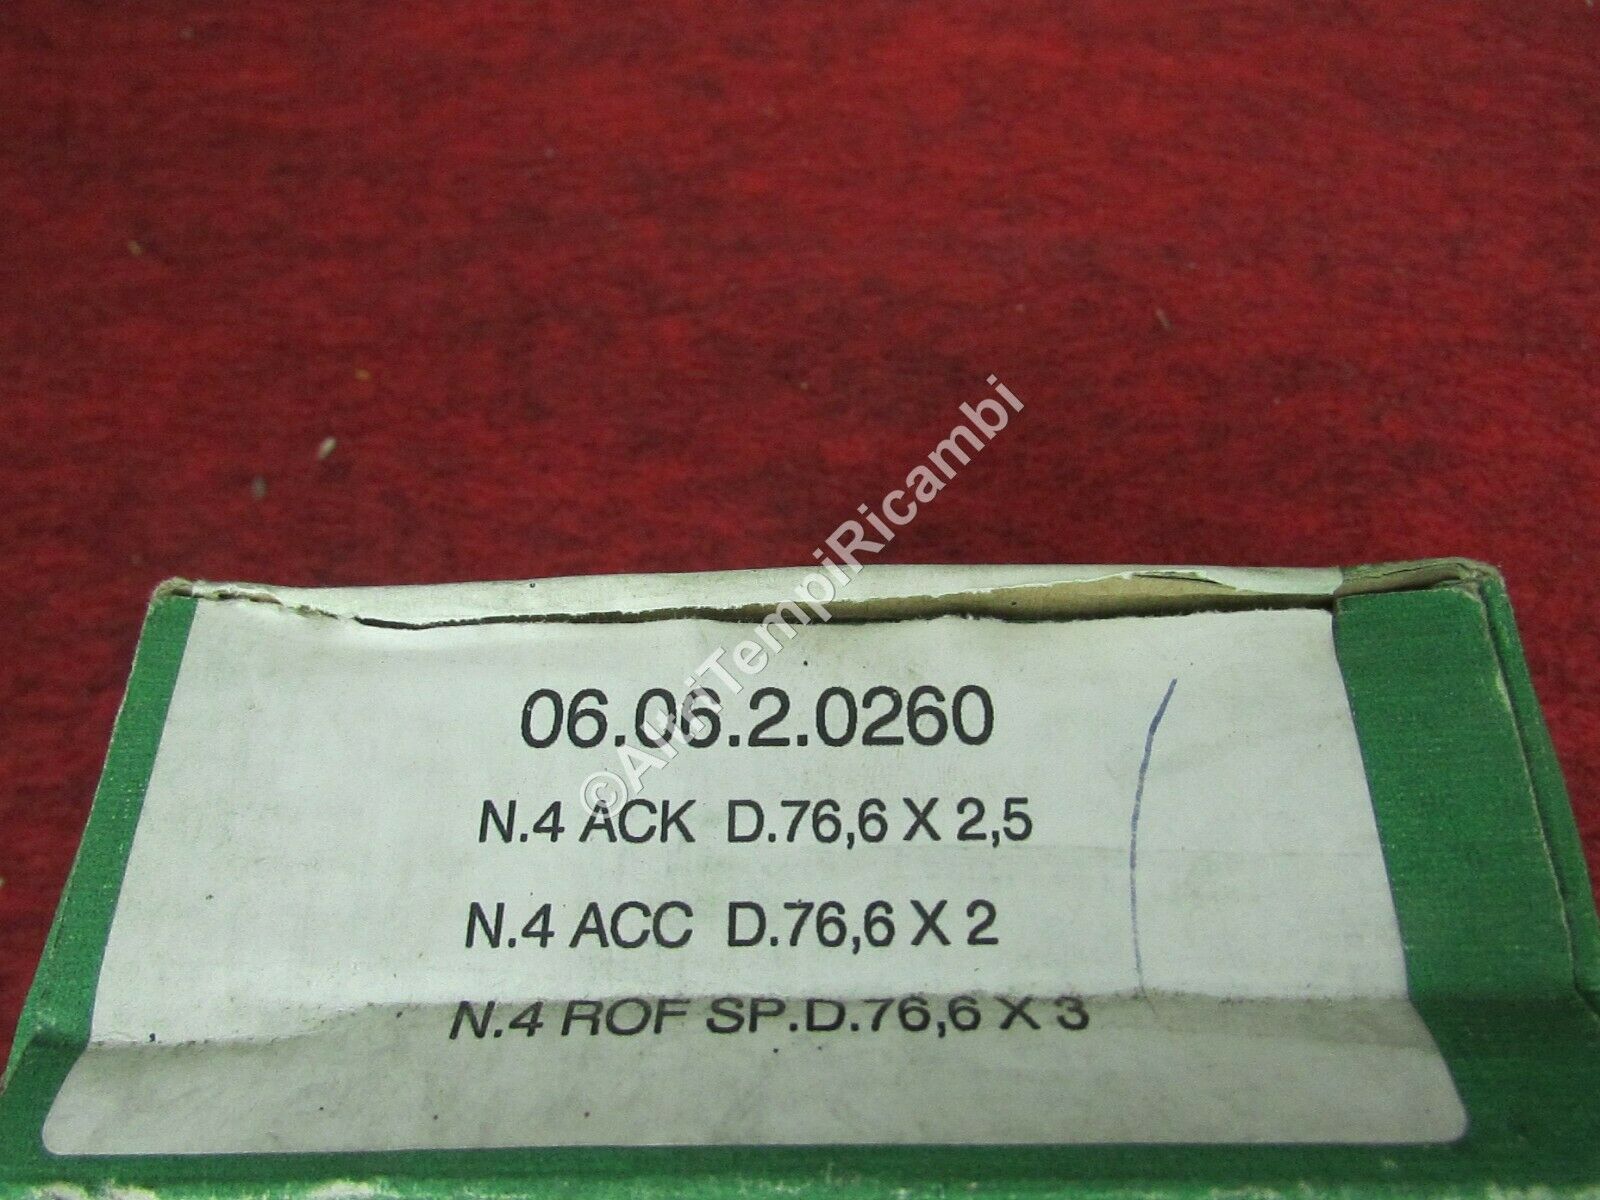 06.06.2.0260
N.4 ACK D.76,6 X 2,5
N.4 ACC D.76,6 X 2
N.4 ROF SP.D.76,6 X 3
©AltriTempiRicambi